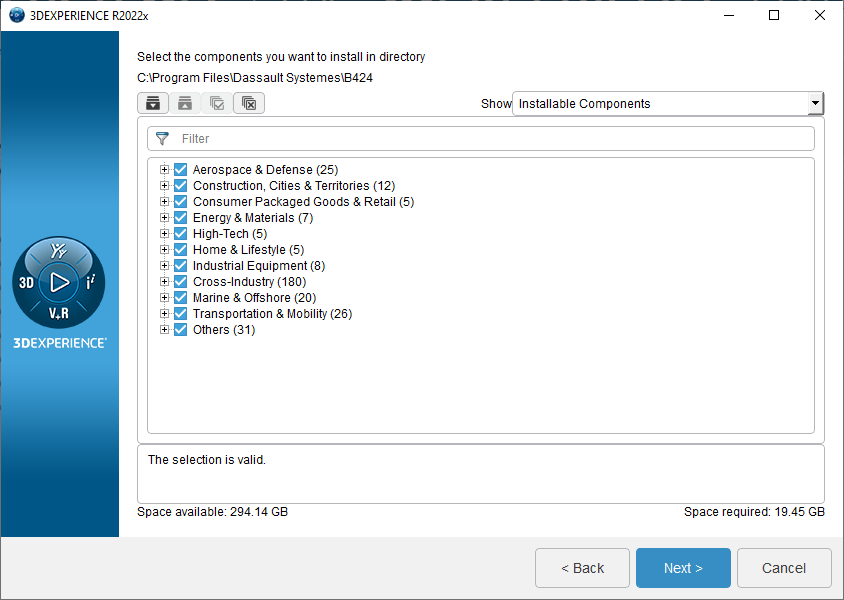 3DEXPERIENCE R2022x
Select the components you want to install in directory
C:\Program Files\Dassault Systemes\B424
Show Installable Components
Filter
Aerospace & Defense (25)
Construction, Cities & Territories (12)
Consumer Packaged Goods & Retail (5)
Energy & Materials (7)
High-Tech (5)
Home & Lifestyle (5)
Industrial Equipment (8)
Cross-Industry (180)
Marine & Offshore (20)
Transportation & Mobility (26)
Others (31)
3D
i²
V+R
3DEXPERIENCE
The selection is valid.
Space available: 294.14 GB
Space required: 19.45 GB
< Back
Next >
Cancel